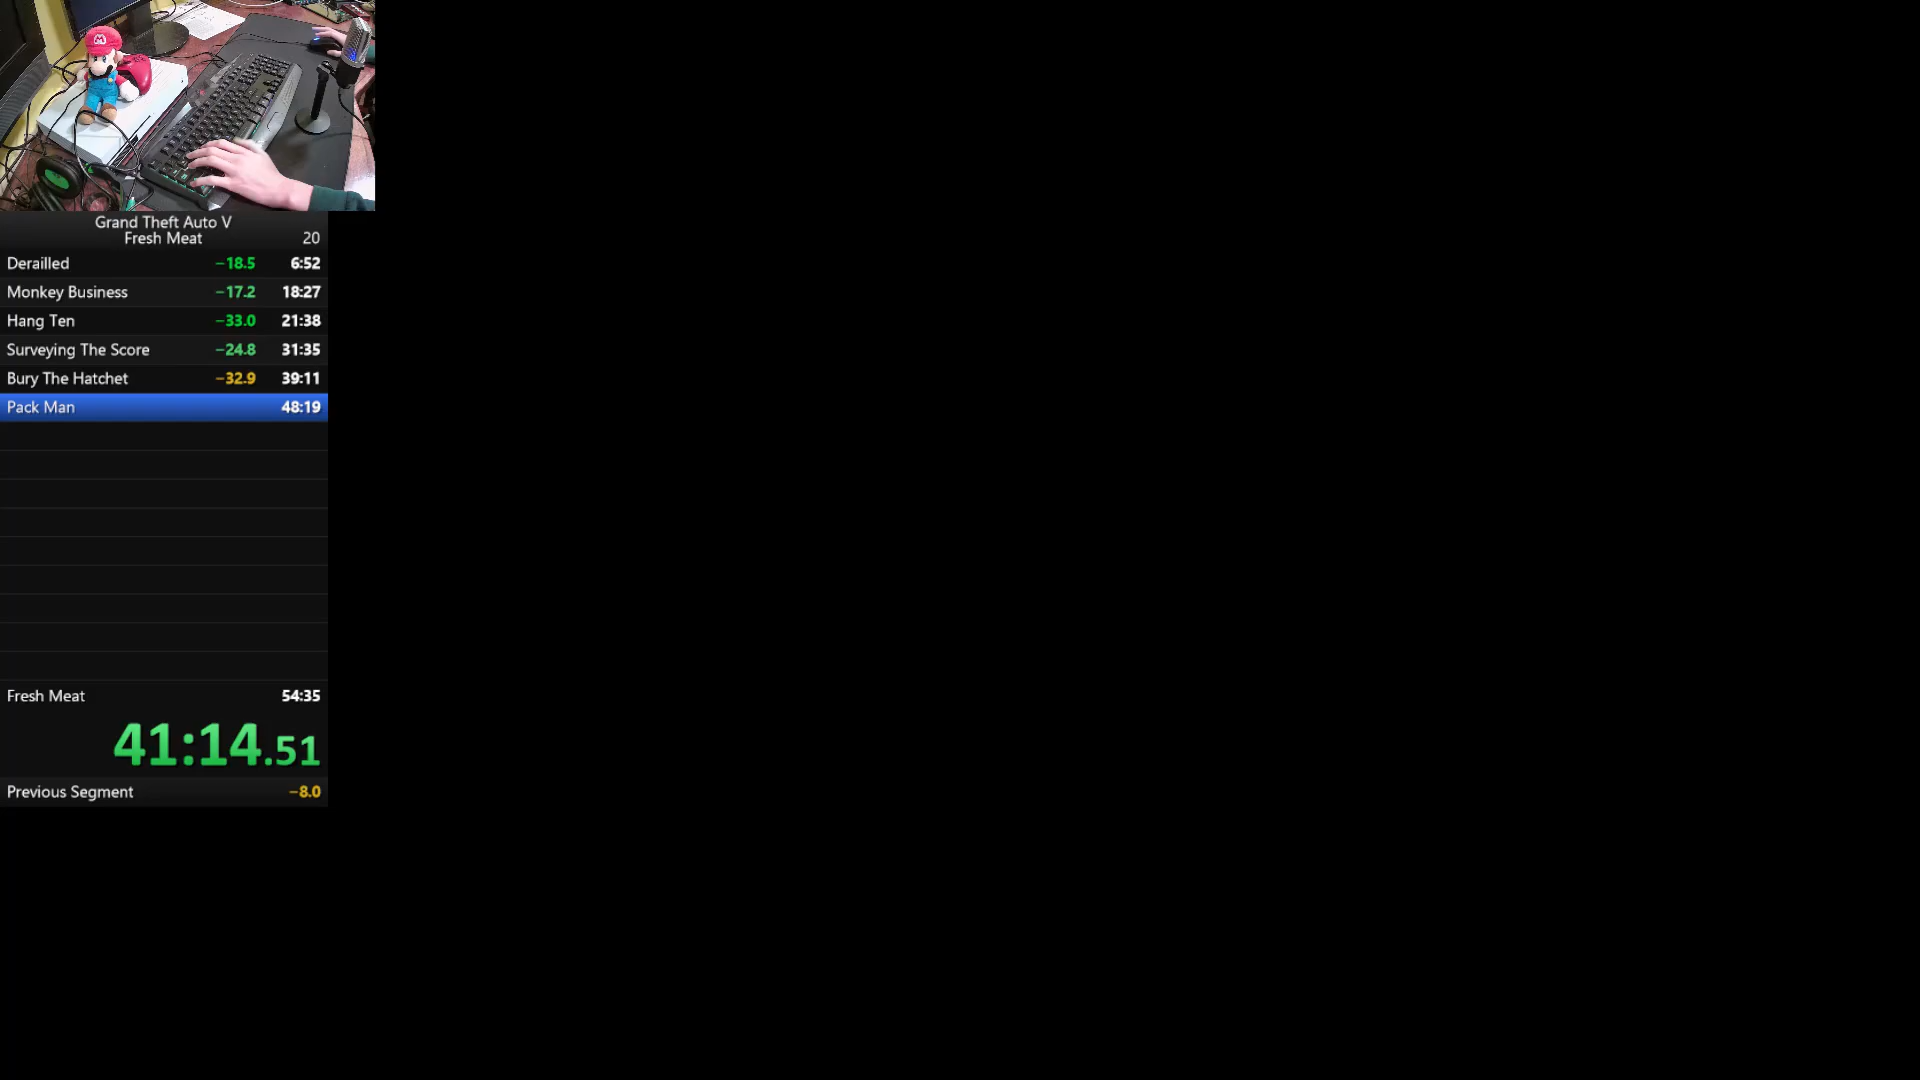 Grand Theft Auto V
Fresh Meat 20
Derailled -18.5 6:52
Monkey Business -17.2 18:27
Hang Ten -33.0 21:38
Surveying The Score -24.8 31:35
Bury The Hatchet -32.9 39:11
Pack Man 48:19
Fresh Meat 54:35
41:14.51
Previous Segment -8.0